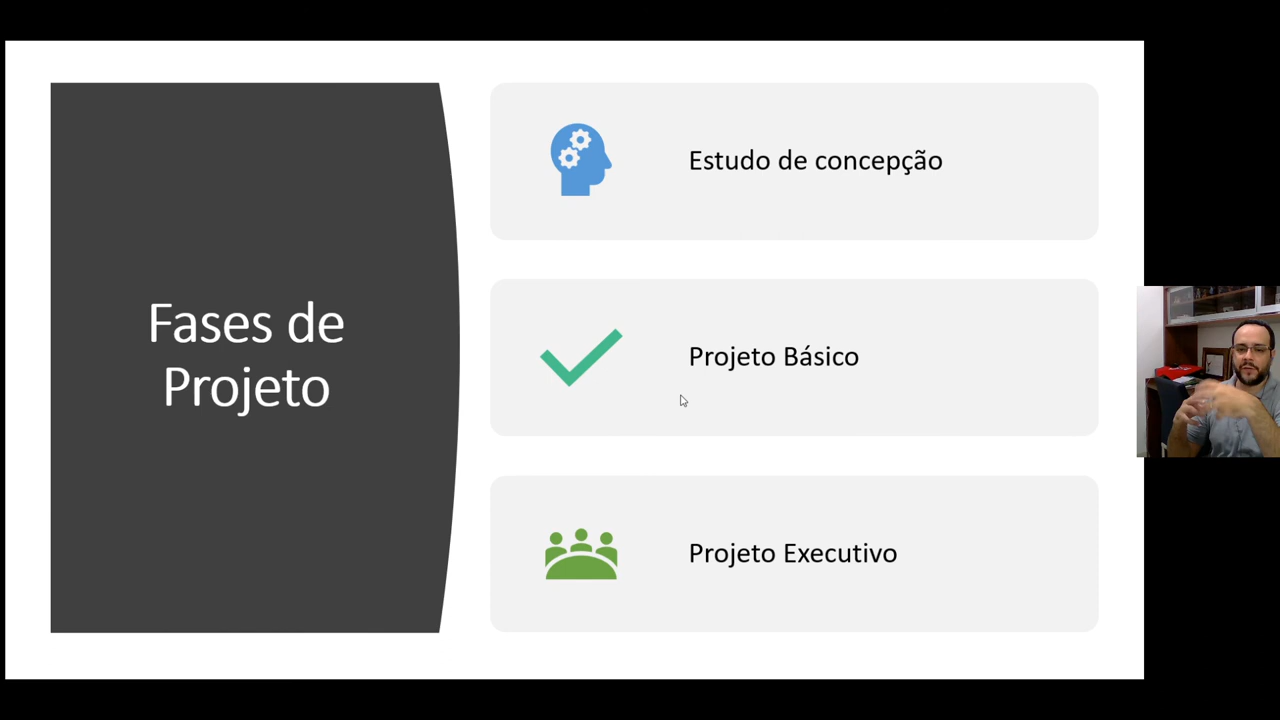 Fases de
Projeto
Estudo de concepção
Projeto Básico
Projeto Executivo